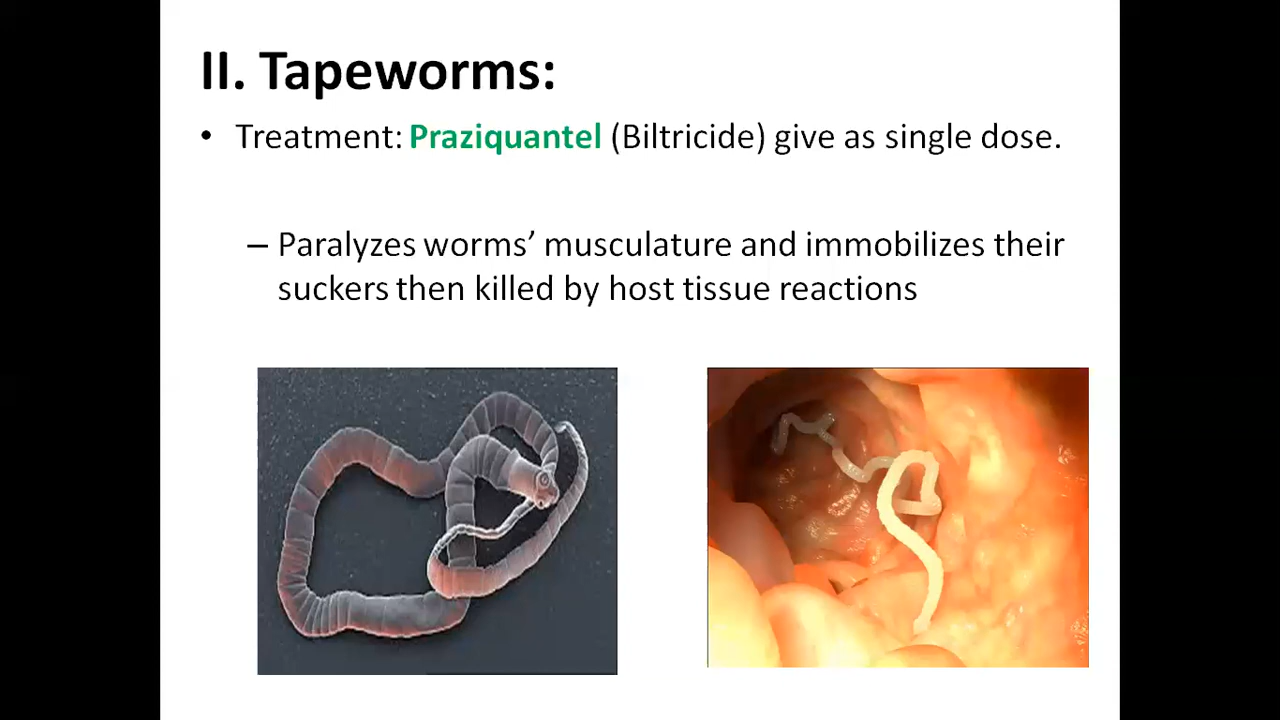 II. Tapeworms:
• Treatment: Praziquantel (Biltricide) give as single dose.
– Paralyzes worms’ musculature and immobilizes their
suckers then killed by host tissue reactions